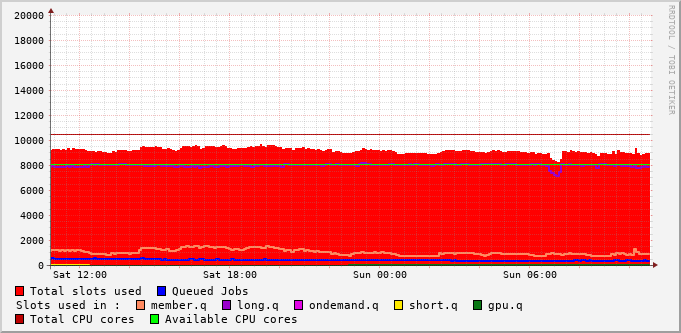 20000
18000
16000
14000
12000
10000
8000
6000
4000
2000
0
Sat 12:00 Sat 18:00 Sun 00:00 Sun 06:00
Total slots used Queued Jobs
Slots used in : member.q long.q ondemand.q short.q gpu.q
Total CPU cores Available CPU cores
RRDTOOL / TOBI OETIKER